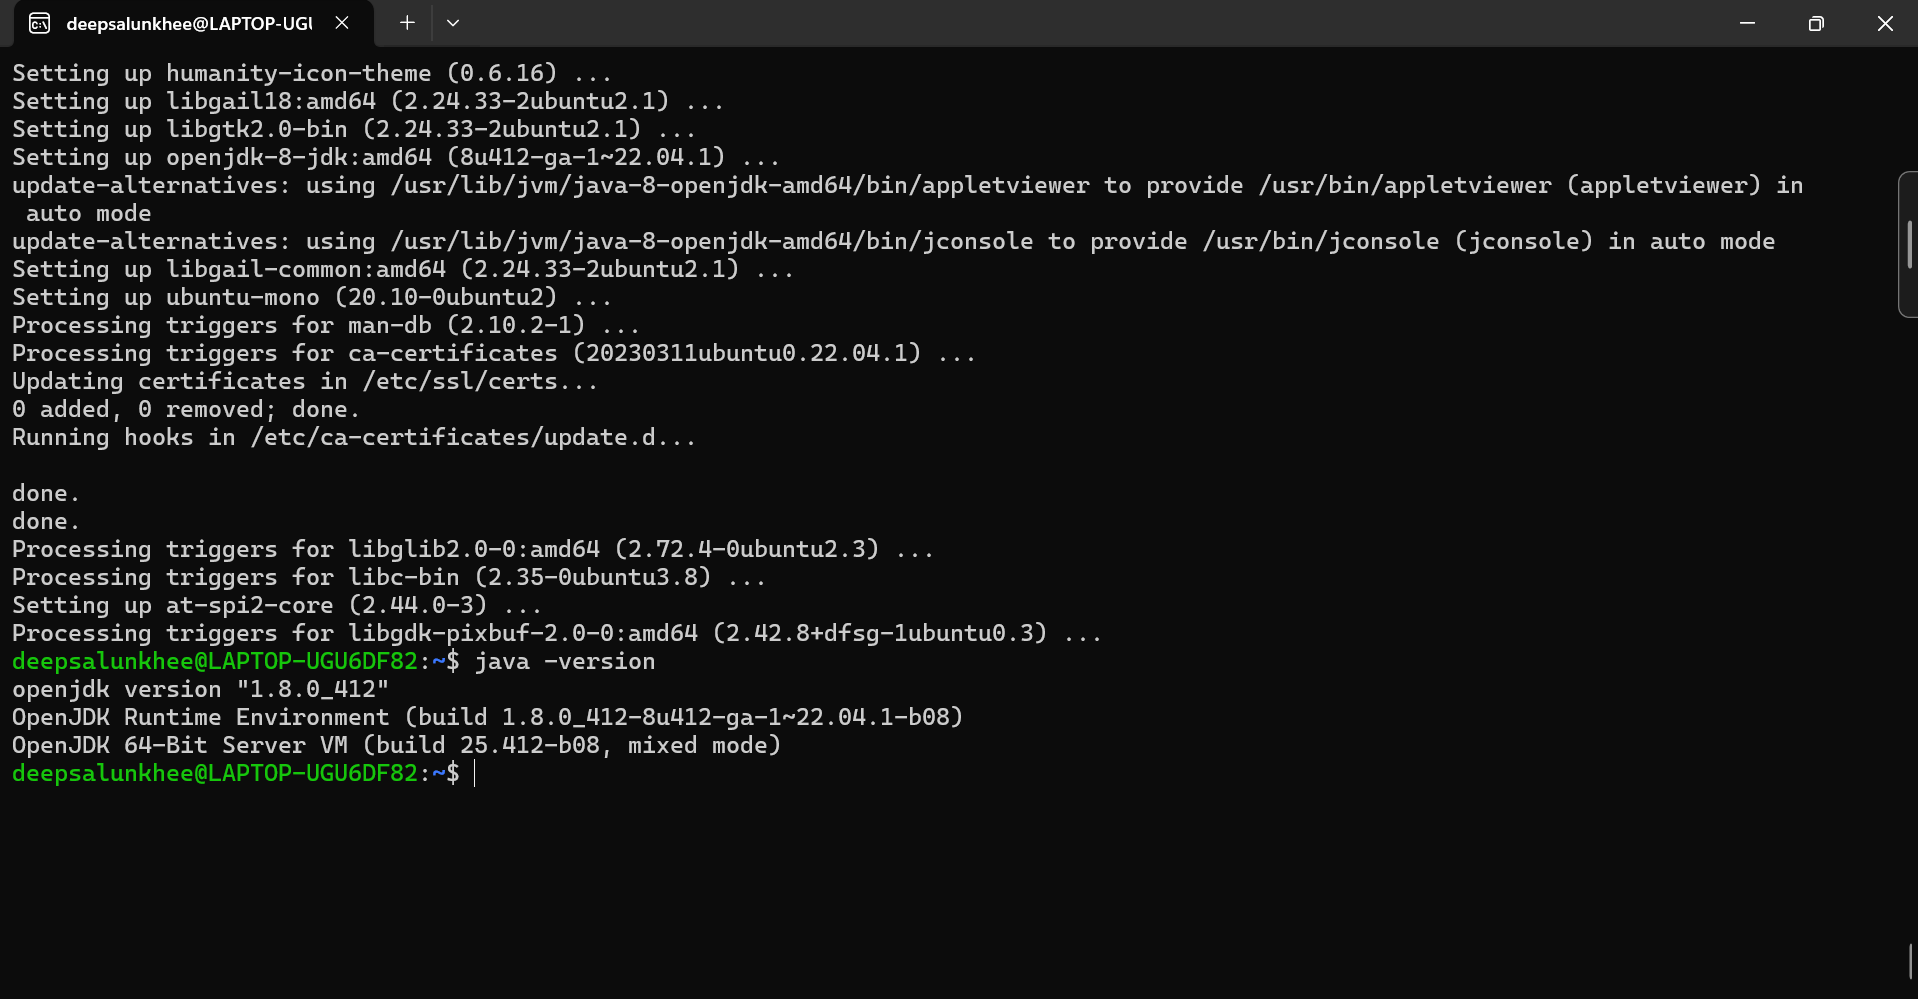 deepsalunkhee@LAPTOP-UGU
Setting up humanity-icon-theme (0.6.16) ...
Setting up libgail18:amd64 (2.24.33-2ubuntu2.1) ...
Setting up libgtk2.0-bin (2.24.33-2ubuntu2.1) ...
Setting up openjdk-8-jdk:amd64 (8u412-ga-1~22.04.1) ...
update-alternatives: using /usr/lib/jvm/java-8-openjdk-amd64/bin/appletviewer to provide /usr/bin/appletviewer (appletviewer) in
 auto mode
update-alternatives: using /usr/lib/jvm/java-8-openjdk-amd64/bin/jconsole to provide /usr/bin/jconsole (jconsole) in auto mode
Setting up libgail-common:amd64 (2.24.33-2ubuntu2.1) ...
Setting up ubuntu-mono (20.10-0ubuntu2) ...
Processing triggers for man-db (2.10.2-1) ...
Processing triggers for ca-certificates (20230311ubuntu0.22.04.1) ...
Updating certificates in /etc/ssl/certs...
0 added, 0 removed; done.
Running hooks in /etc/ca-certificates/update.d...

done.
done.
Processing triggers for libglib2.0-0:amd64 (2.72.4-0ubuntu2.3) ...
Processing triggers for libc-bin (2.35-0ubuntu3.8) ...
Setting up at-spi2-core (2.44.0-3) ...
Processing triggers for libgdk-pixbuf-2.0-0:amd64 (2.42.8+dfsg-1ubuntu0.3) ...
deepsalunkhee@LAPTOP-UGU6DF82:~$ java -version
openjdk version "1.8.0_412"
OpenJDK Runtime Environment (build 1.8.0_412-8u412-ga-1~22.04.1-b08)
OpenJDK 64-Bit Server VM (build 25.412-b08, mixed mode)
deepsalunkhee@LAPTOP-UGU6DF82:~$